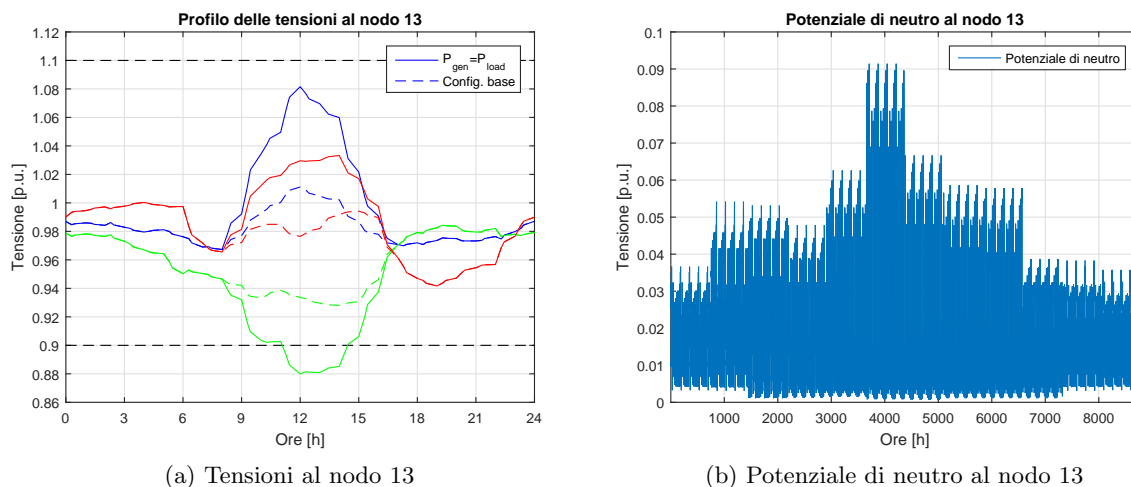 Profilo delle tensioni al nodo 13
1.12
1.1
1.08
1.06
1.04
1.02
1
0.98
0.96
0.94
0.92
0.9
0.88
0.86
Tensione [p.u.]
P_gen=P_load
Config. base
0 3 6 9 12 15 18 21 24
Ore [h]
(a) Tensioni al nodo 13
Potenziale di neutro al nodo 13
0.1
0.09
0.08
0.07
0.06
0.05
0.04
0.03
0.02
0.01
0
Tensione [p.u.]
Potenziale di neutro
1000 2000 3000 4000 5000 6000 7000 8000
Ore [h]
(b) Potenziale di neutro al nodo 13